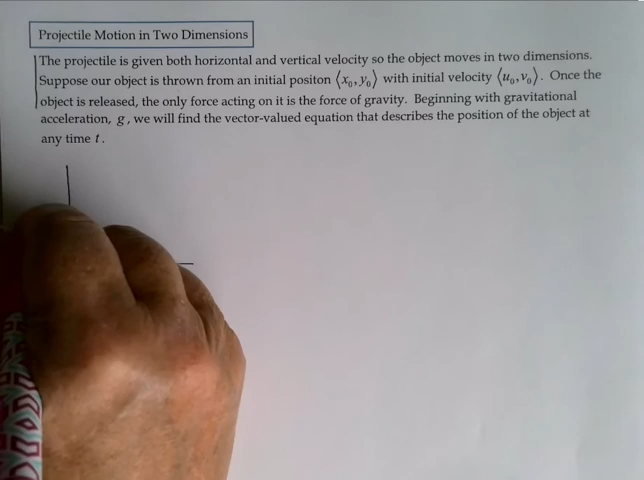 Projectile Motion in Two Dimensions
The projectile is given both horizontal and vertical velocity so the object moves in two dimensions.
Suppose our object is thrown from an initial positon ⟨x₀, y₀⟩ with initial velocity ⟨u₀, v₀⟩. Once the
object is released, the only force acting on it is the force of gravity. Beginning with gravitational
acceleration, g, we will find the vector-valued equation that describes the position of the object at
any time t.